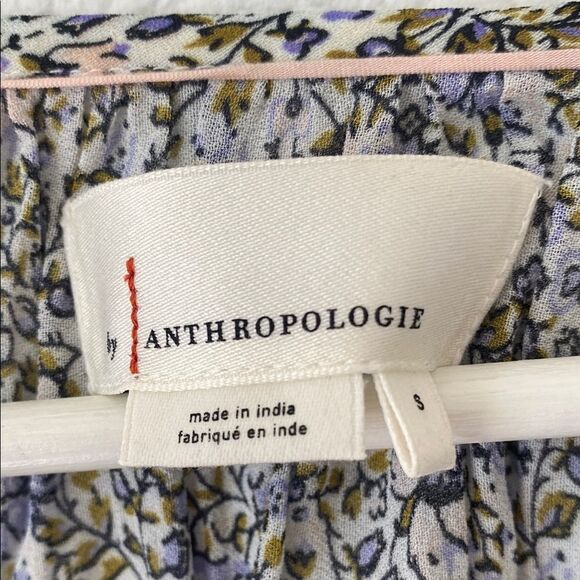 by ANTHROPOLOGIE
made in india
fabriqué en inde
S